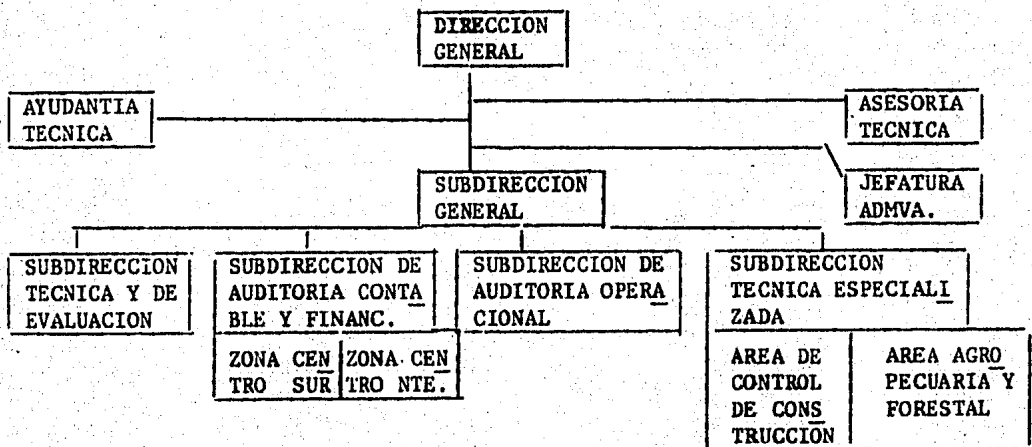 DIRECCION
GENERAL
AYUDANTIA
TECNICA
ASESORIA
TECNICA
JEFATURA
ADMVA.
SUBDIRECCION
GENERAL
SUBDIRECCION
TECNICA Y DE
EVALUACION
SUBDIRECCION DE
AUDITORIA CONTA
BLE Y FINANC.
ZONA CEN
TRO SUR
ZONA CEN
TRO NTE.
SUBDIRECCION DE
AUDITORIA OPERA
CIONAL
SUBDIRECCION
TECNICA ESPECIALI
ZADA
AREA DE
CONTROL
DE CONS
TRUCCIÓN
AREA AGRO
PECUARIA Y
FORESTAL